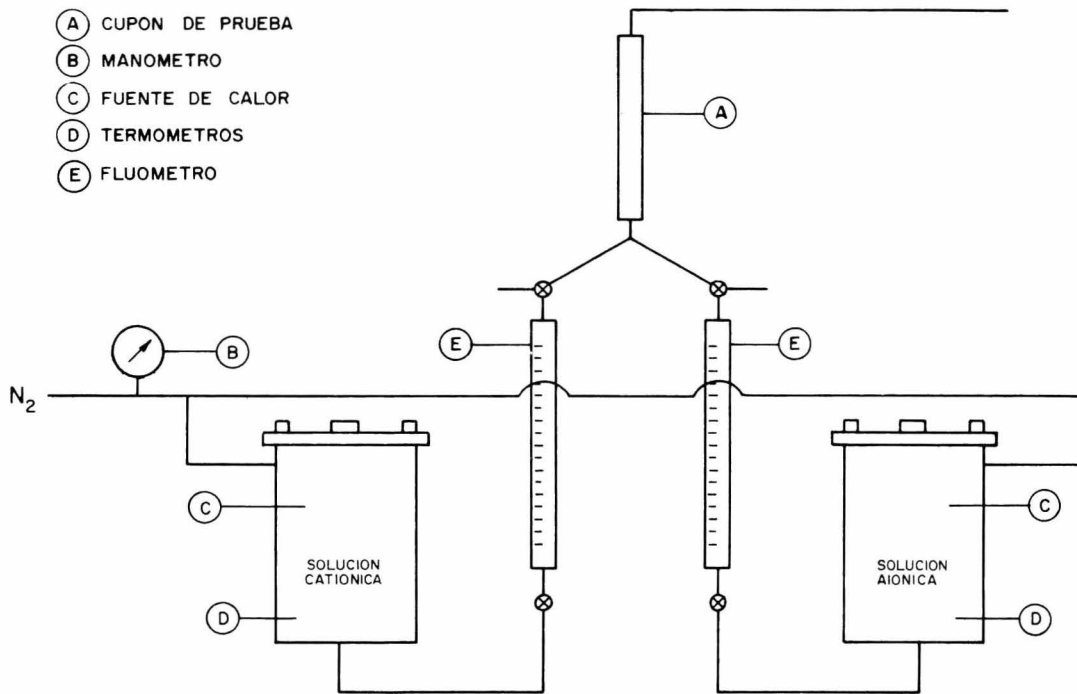 A CUPON DE PRUEBA
B MANOMETRO
C FUENTE DE CALOR
D TERMOMETROS
E FLUOMETRO
A
E
E
B
N2
C
C
SOLUCION
CATIONICA
SOLUCION
AIONICA
D
D